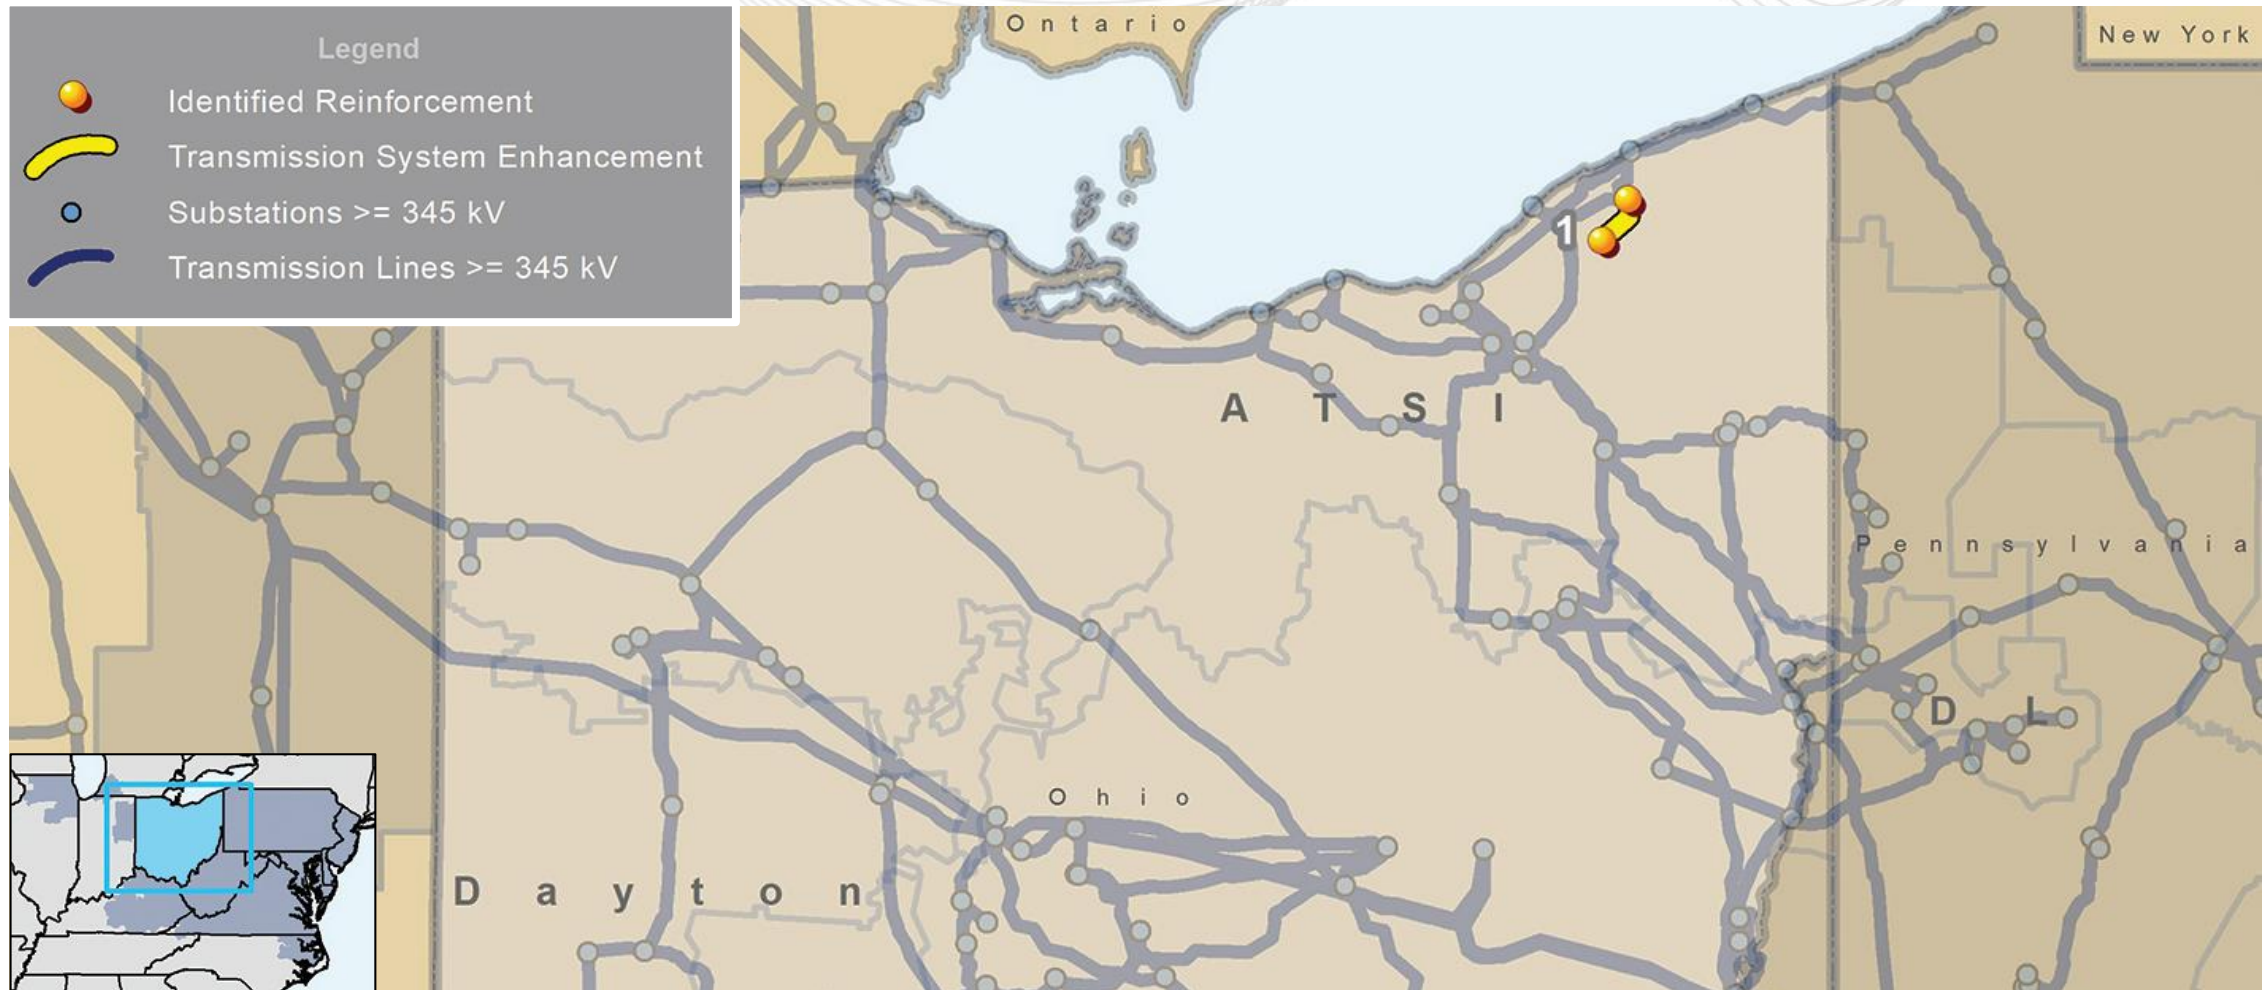 Legend
Identified Reinforcement
Transmission System Enhancement
Substations >= 345 kV
Transmission Lines >= 345 kV
Ontario
New York
1
ATSI
Pennsylvania
DL
Ohio
Dayton